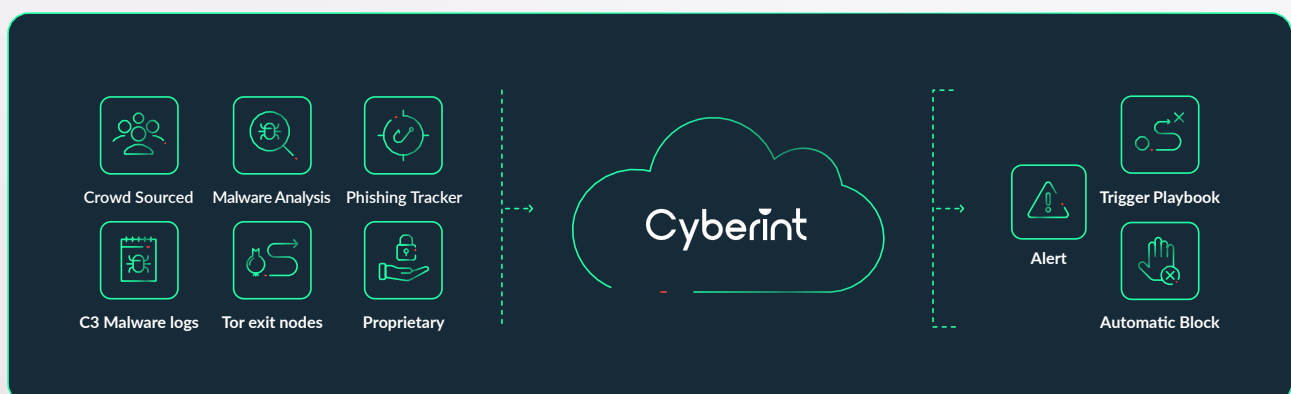 Crowd Sourced
Malware Analysis
Phishing Tracker
C3 Malware logs
Tor exit nodes
Proprietary
Cyberint
Alert
Trigger Playbook
Automatic Block